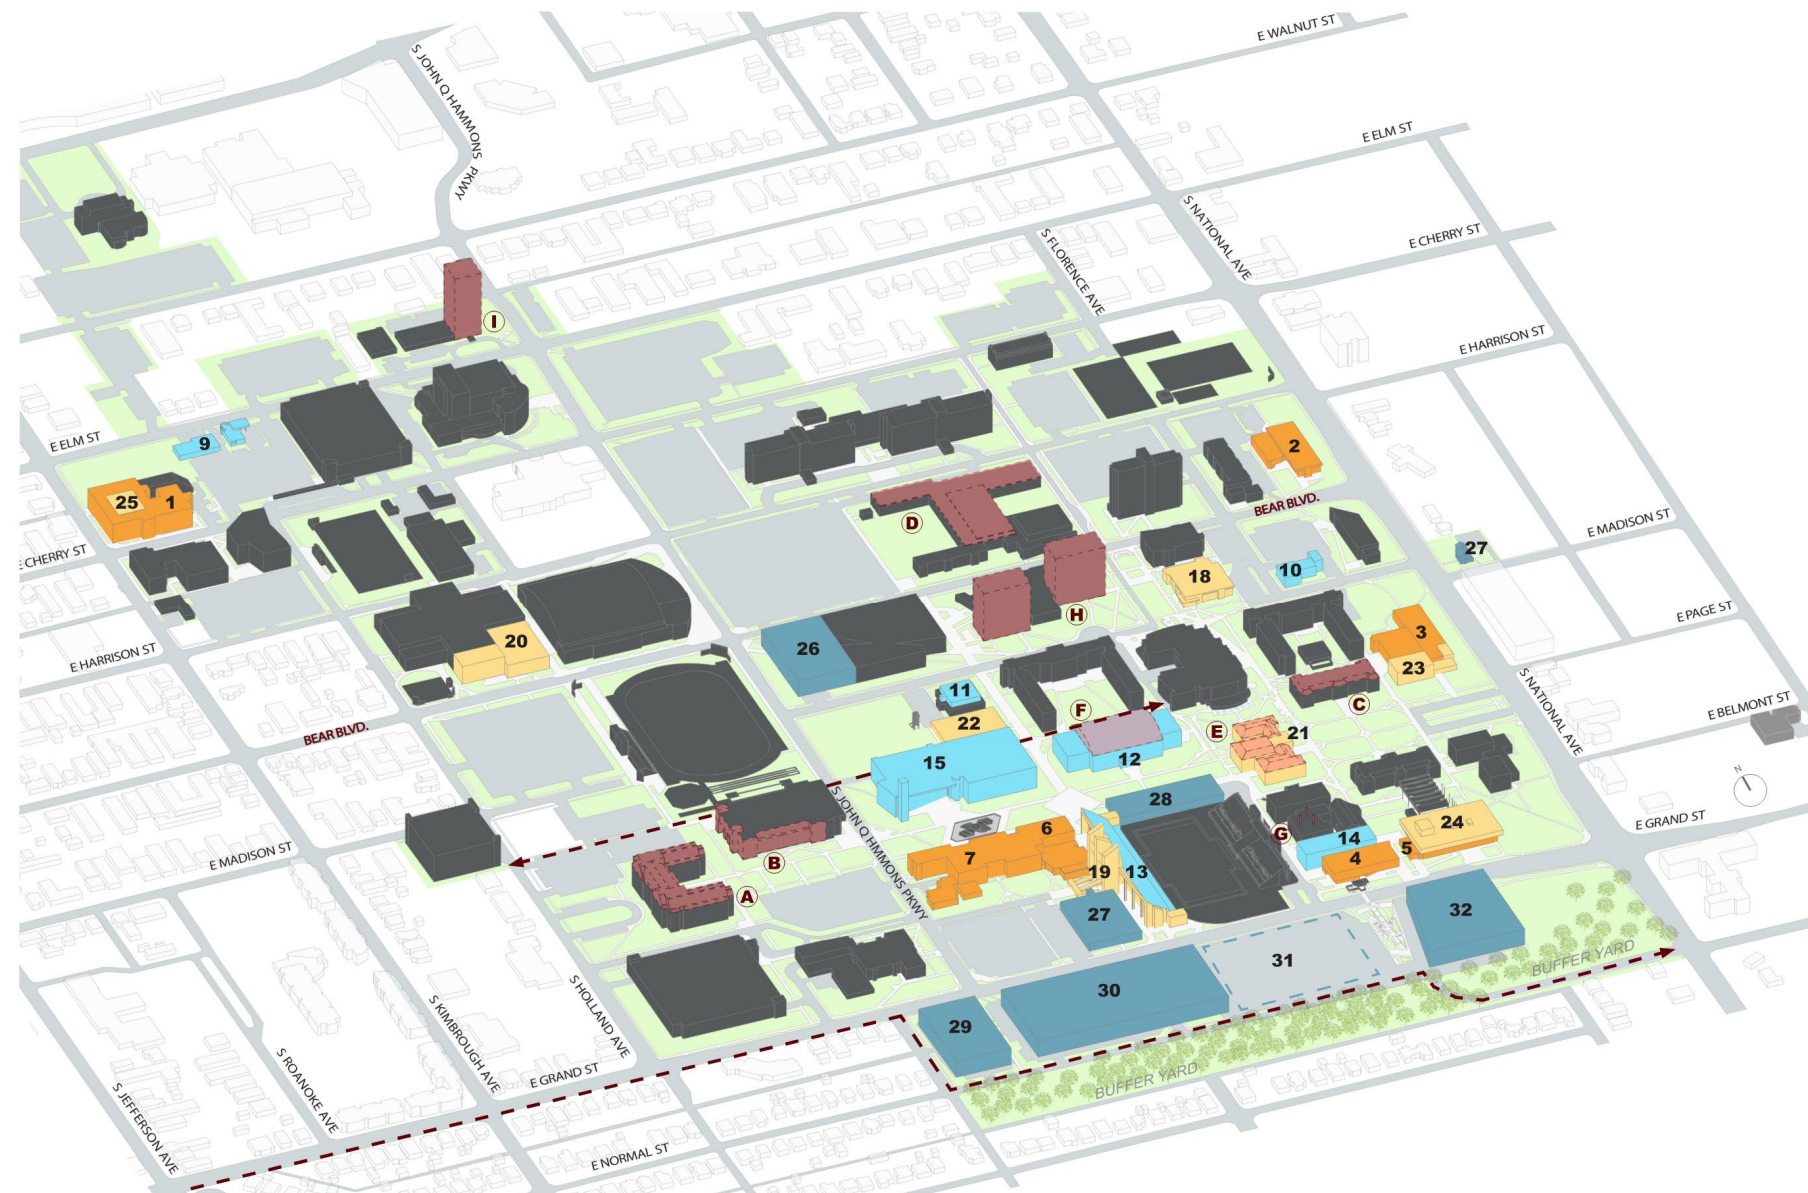 E WALNUT ST
S JOHN Q HAMMONS PKWY
E ELM ST
S NATIONAL AVE
E CHERRY ST
S FLORENCE AVE
I
E HARRISON ST
E ELM ST
9
2
25
1
BEAR BLVD.
D
E MADISON ST
E CHERRY ST
27
10
18
H
E PAGE ST
20
26
3
E HARRISON ST
23
11
C
S NATIONAL AVE
E BELMONT ST
F
22
E
21
BEAR BLVD.
12
15
N
28
S JOHN Q HMMONS PKWY
E GRAND ST
6
G
14
24
E MADISON ST
B
7
4
5
19
13
A
27
32
BUFFER YARD
31
30
29
S HOLLAND AVE
S KIMBROUGH AVE
E GRAND ST
BUFFER YARD
S ROANOKE AVE
S JEFFERSON AVE
E NORMAL ST